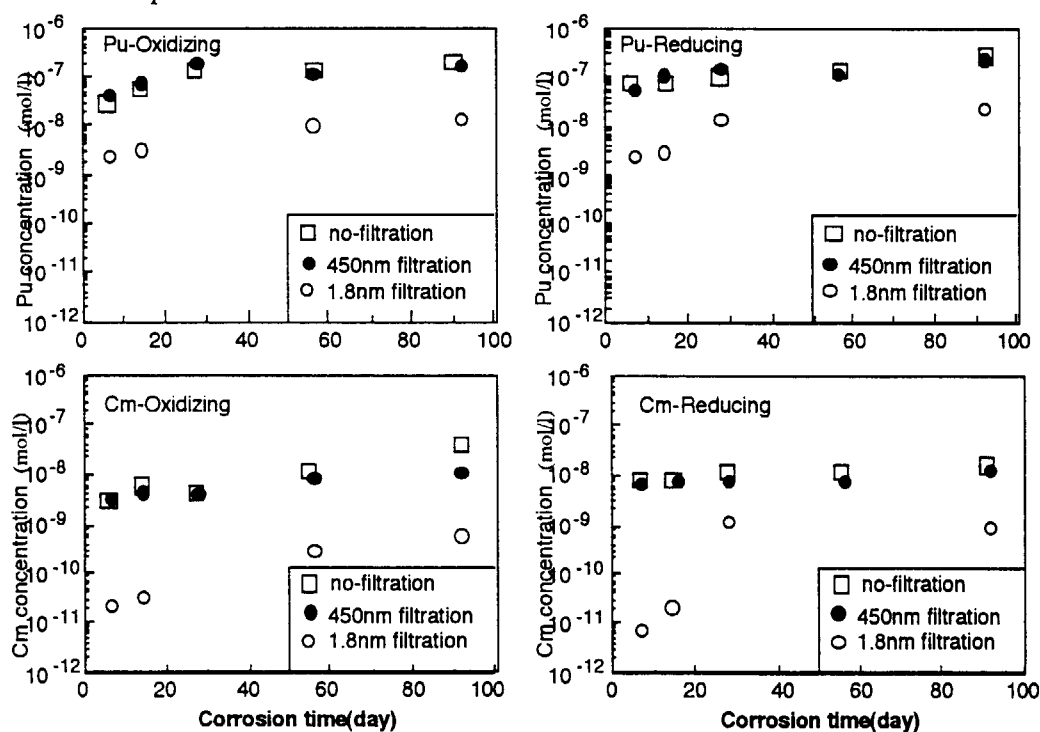 Pu-Oxidizing
Pu concentration (mol/l)
10-6
10-7
10-8
10-9
10-10
10-11
10-12
0 20 40 60 80 100
no-filtration
450nm filtration
1.8nm filtration
Pu-Reducing
Pu concentration (mol/l)
10-6
10-7
10-8
10-9
10-10
10-11
10-12
0 20 40 60 80 100
no-filtration
450nm filtration
1.8nm filtration
Cm-Oxidizing
Cm concentration (mol/l)
10-6
10-7
10-8
10-9
10-10
10-11
10-12
0 20 40 60 80 100
Corrosion time(day)
no-filtration
450nm filtration
1.8nm filtration
Cm-Reducing
Cm concentration (mol/l)
10-6
10-7
10-8
10-9
10-10
10-11
10-12
0 20 40 60 80 100
Corrosion time(day)
no-filtration
450nm filtration
1.8nm filtration